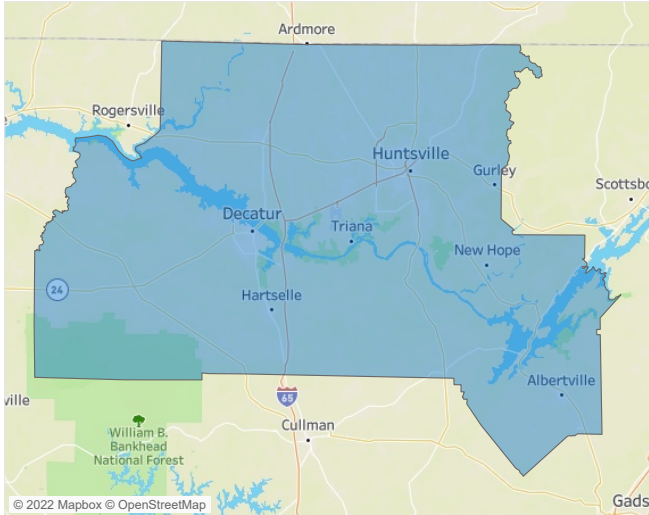 Ardmore
Rogersville
Huntsville
Gurley
Scottsbo
Decatur
Triana
New Hope
24
Hartselle
Albertville
ville
65
Cullman
William B.
Bankhead
National Forest
Gads
© 2022 Mapbox © OpenStreetMap